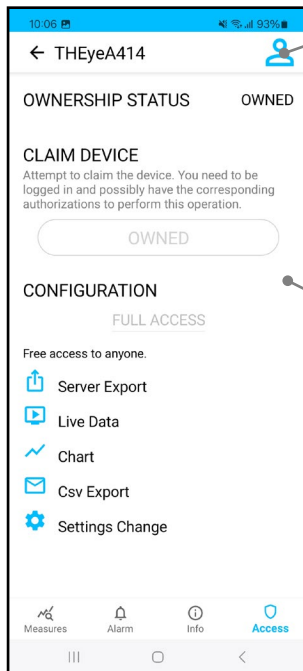 10:06 93%
THEyeA414
OWNERSHIP STATUS OWNED
CLAIM DEVICE
Attempt to claim the device. You need to be
logged in and possibly have the corresponding
authorizations to perform this operation.
OWNED
CONFIGURATION
FULL ACCESS
Free access to anyone.
Server Export
Live Data
Chart
Csv Export
Settings Change
Measures Alarm Info Access